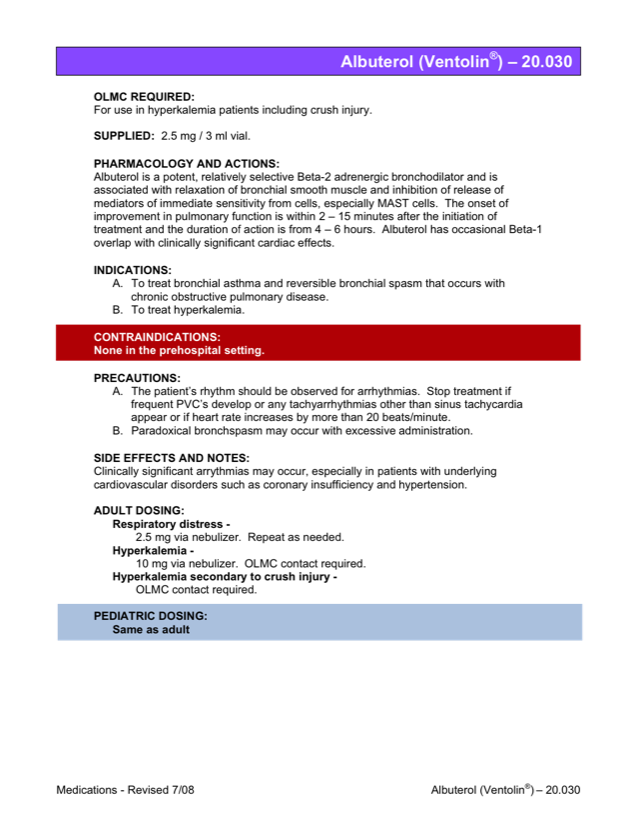 Albuterol (Ventolin®) – 20.030
OLMC REQUIRED:
For use in hyperkalemia patients including crush injury.
SUPPLIED: 2.5 mg / 3 ml vial.
PHARMACOLOGY AND ACTIONS:
Albuterol is a potent, relatively selective Beta-2 adrenergic bronchodilator and is
associated with relaxation of bronchial smooth muscle and inhibition of release of
mediators of immediate sensitivity from cells, especially MAST cells. The onset of
improvement in pulmonary function is within 2 – 15 minutes after the initiation of
treatment and the duration of action is from 4 – 6 hours. Albuterol has occasional Beta-1
overlap with clinically significant cardiac effects.
INDICATIONS:
A. To treat bronchial asthma and reversible bronchial spasm that occurs with
chronic obstructive pulmonary disease.
B. To treat hyperkalemia.
CONTRAINDICATIONS:
None in the prehospital setting.
PRECAUTIONS:
A. The patient's rhythm should be observed for arrhythmias. Stop treatment if
frequent PVC's develop or any tachyarrhythmias other than sinus tachycardia
appear or if heart rate increases by more than 20 beats/minute.
B. Paradoxical bronchspasm may occur with excessive administration.
SIDE EFFECTS AND NOTES:
Clinically significant arrythmias may occur, especially in patients with underlying
cardiovascular disorders such as coronary insufficiency and hypertension.
ADULT DOSING:
Respiratory distress -
2.5 mg via nebulizer. Repeat as needed.
Hyperkalemia -
10 mg via nebulizer. OLMC contact required.
Hyperkalemia secondary to crush injury -
OLMC contact required.
PEDIATRIC DOSING:
Same as adult
Medications - Revised 7/08 Albuterol (Ventolin®) – 20.030